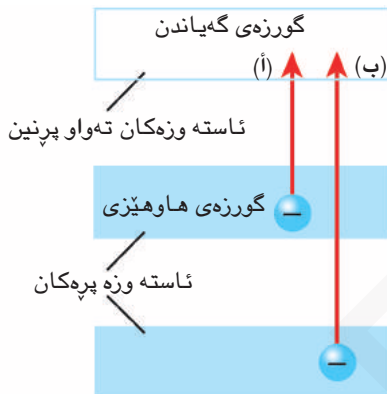 گورزەی گەیاندن
(أ)
(ب)
ئاستە وزەکان تەواو پڕنین
گورزەی هاوهێزی
ئاستە وزە پڕەکان